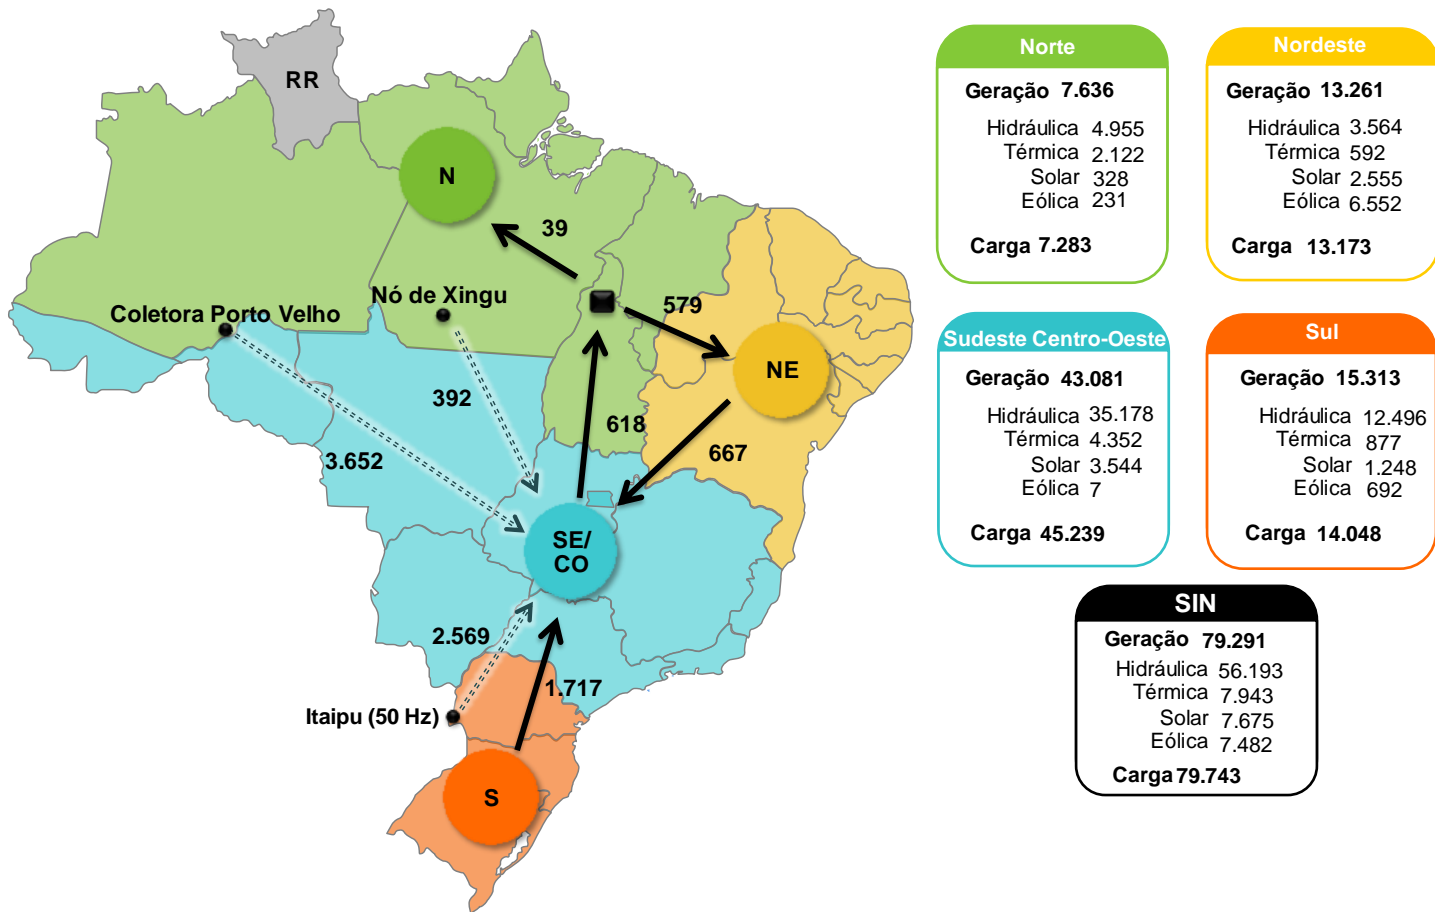 RR
N
39
Nó de Xingu
Coletora Porto Velho
579
NE
392
618
667
3.652
SE/
CO
2.569
1.717
Itaipu (50 Hz)
S
Norte
Geração 7.636
Hidráulica 4.955
Térmica 2.122
Solar 328
Eólica 231
Carga 7.283
Nordeste
Geração 13.261
Hidráulica 3.564
Térmica 592
Solar 2.555
Eólica 6.552
Carga 13.173
Sudeste Centro-Oeste
Geração 43.081
Hidráulica 35.178
Térmica 4.352
Solar 3.544
Eólica 7
Carga 45.239
Sul
Geração 15.313
Hidráulica 12.496
Térmica 877
Solar 1.248
Eólica 692
Carga 14.048
SIN
Geração 79.291
Hidráulica 56.193
Térmica 7.943
Solar 7.675
Eólica 7.482
Carga 79.743